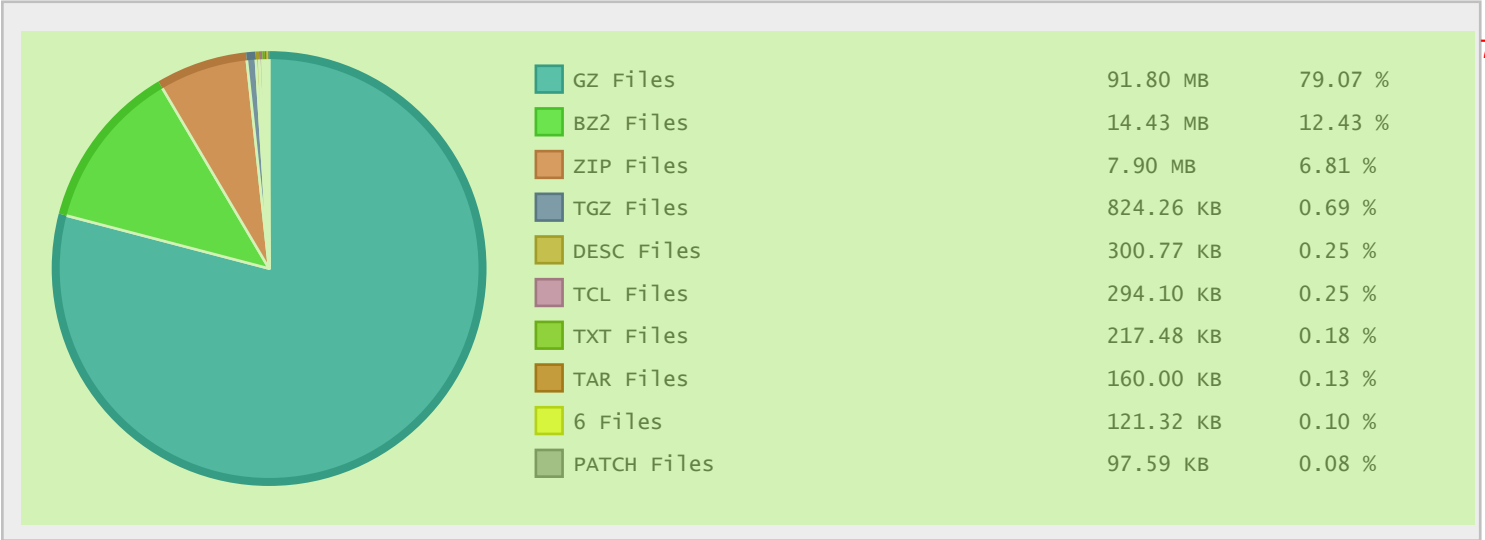 GZ Files 91.80 MB 79.07 %
BZ2 Files 14.43 MB 12.43 %
ZIP Files 7.90 MB 6.81 %
TGZ Files 824.26 KB 0.69 %
DESC Files 300.77 KB 0.25 %
TCL Files 294.10 KB 0.25 %
TXT Files 217.48 KB 0.18 %
TAR Files 160.00 KB 0.13 %
6 Files 121.32 KB 0.10 %
PATCH Files 97.59 KB 0.08 %